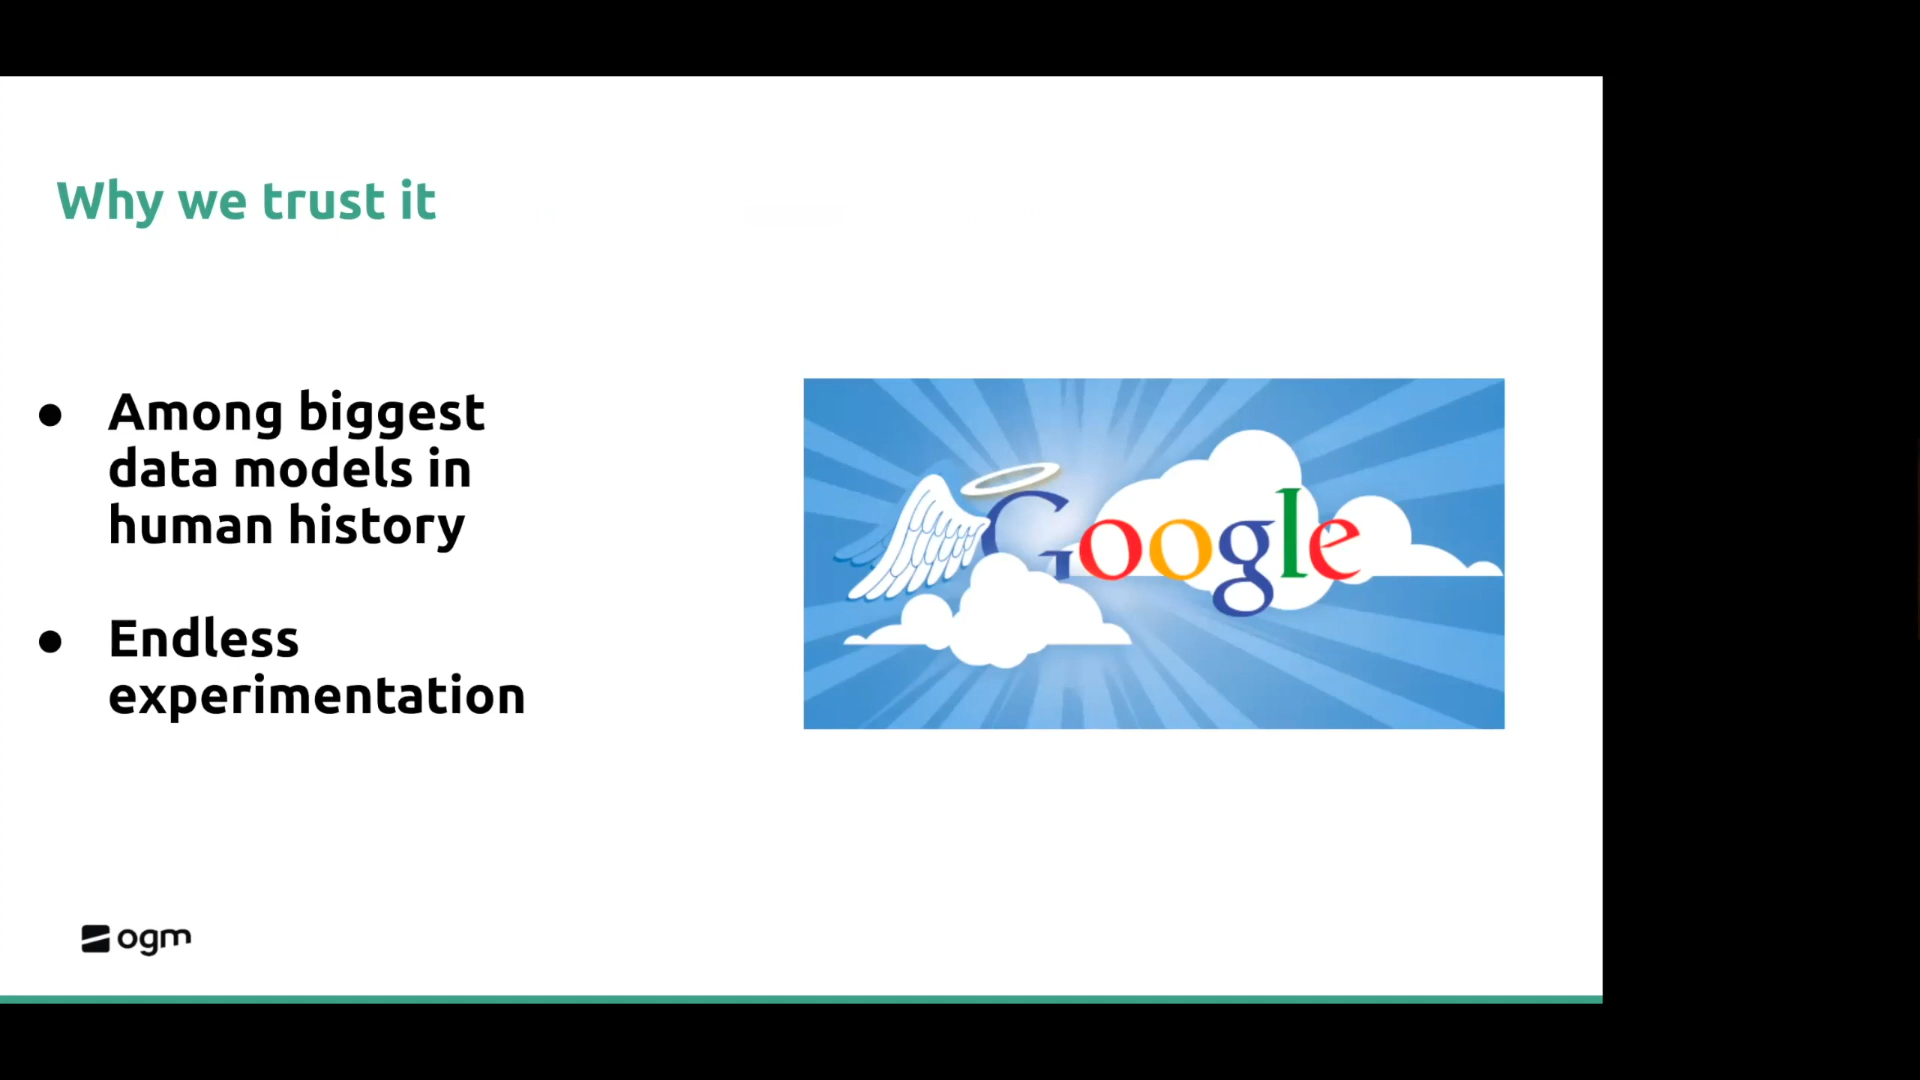 Why we trust it
● Among biggest
data models in
human history
● Endless
experimentation
Google
ogm